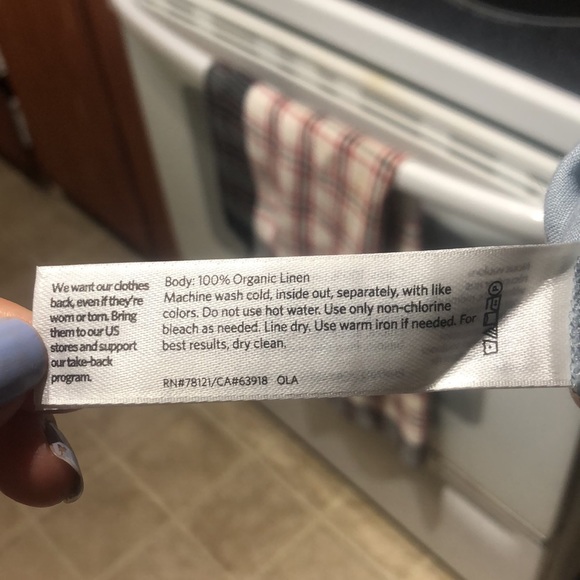 We want our clothes
back, even if they're
worn or torn. Bring
them to our US
stores and support
our take-back
program.
Body: 100% Organic Linen
Machine wash cold, inside out, separately, with like
colors. Do not use hot water. Use only non-chlorine
bleach as needed. Line dry. Use warm iron if needed. For
best results, dry clean.
RN#78121/CA#63918 OLA